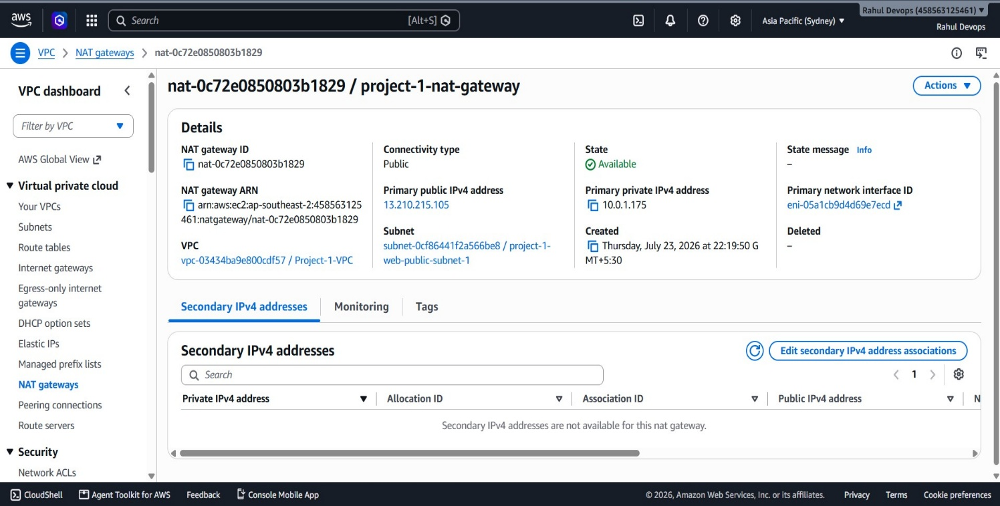 aws
Search [Alt+S]
Asia Pacific (Sydney) ▼
Rahul Devops (458563125461) ▼
Rahul Devops
VPC > NAT gateways > nat-0c72e0850803b1829
VPC dashboard
Filter by VPC
AWS Global View
Virtual private cloud
Your VPCs
Subnets
Route tables
Internet gateways
Egress-only internet
gateways
DHCP option sets
Elastic IPs
Managed prefix lists
NAT gateways
Peering connections
Route servers
Security
Network ACLs
nat-0c72e0850803b1829 / project-1-nat-gateway
Actions ▼
Details
NAT gateway ID
nat-0c72e0850803b1829
NAT gateway ARN
arn:aws:ec2:ap-southeast-2:458563125
461:natgateway/nat-0c72e0850803b1829
VPC
vpc-03434ba9e800cdf57 / Project-1-VPC
Connectivity type
Public
Primary public IPv4 address
13.210.215.105
Subnet
subnet-0cf86441f2a566be8 / project-1-
web-public-subnet-1
State
Available
Primary private IPv4 address
10.0.1.175
Created
Thursday, July 23, 2026 at 22:19:50 G
MT+5:30
State message Info
–
Primary network interface ID
eni-05a1cb9d4d69e7ecd
Deleted
–
Secondary IPv4 addresses Monitoring Tags
Secondary IPv4 addresses
Edit secondary IPv4 address associations
Search
1
Private IPv4 address Allocation ID Association ID Public IPv4 address N
Secondary IPv4 addresses are not available for this nat gateway.
CloudShell Agent Toolkit for AWS Feedback Console Mobile App
© 2026, Amazon Web Services, Inc. or its affiliates. Privacy Terms Cookie preferences